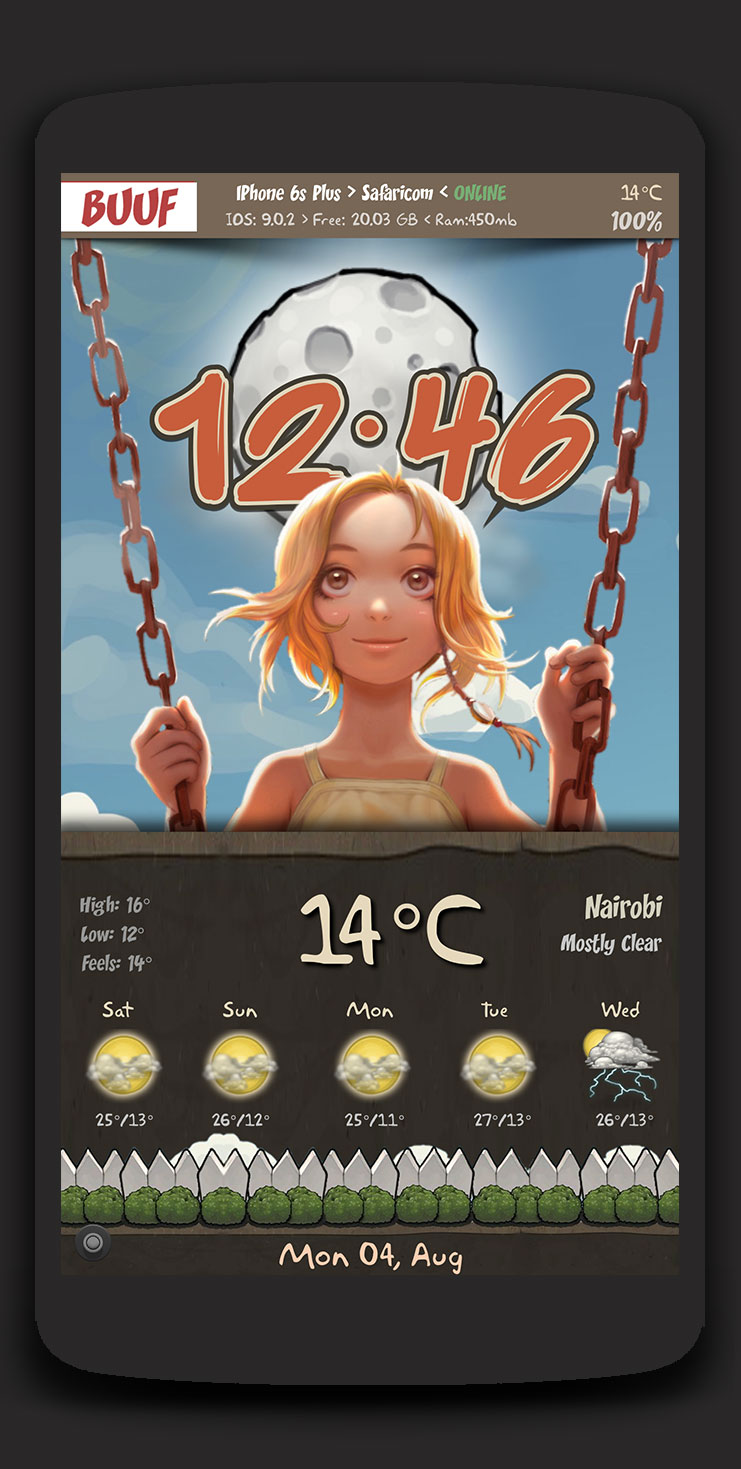 BUUF
IPhone 6s Plus > Safaricom < ONLINE
IOS: 9.0.2 > Free: 20.03 GB < Ram:450mb
14°C
100%
12·46
High: 16°
Low: 12°
Feels: 14°
14°C
Nairobi
Mostly Clear
Sat Sun Mon Tue Wed
25°/13° 26°/12° 25°/11° 27°/13° 26°/13°
Mon 04, Aug